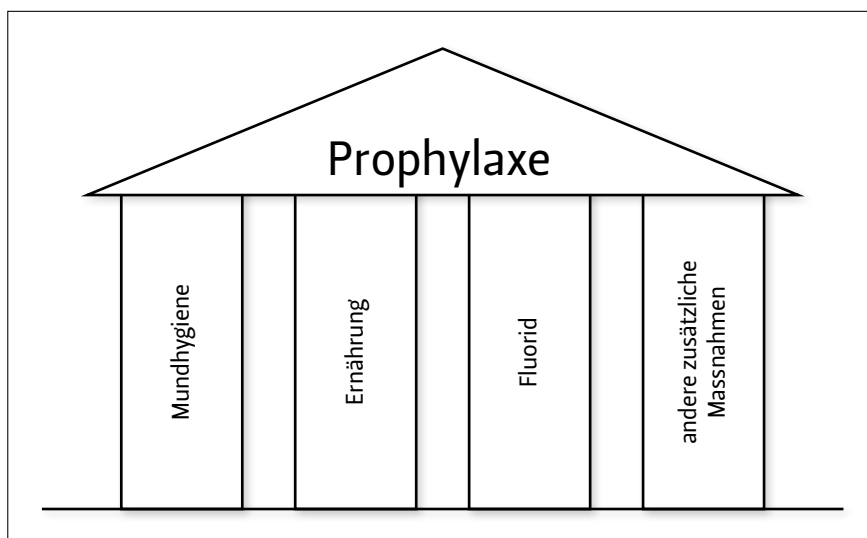 Prophylaxe
Mundhygiene
Ernährung
Fluorid
andere zusätzliche
Massnahmen